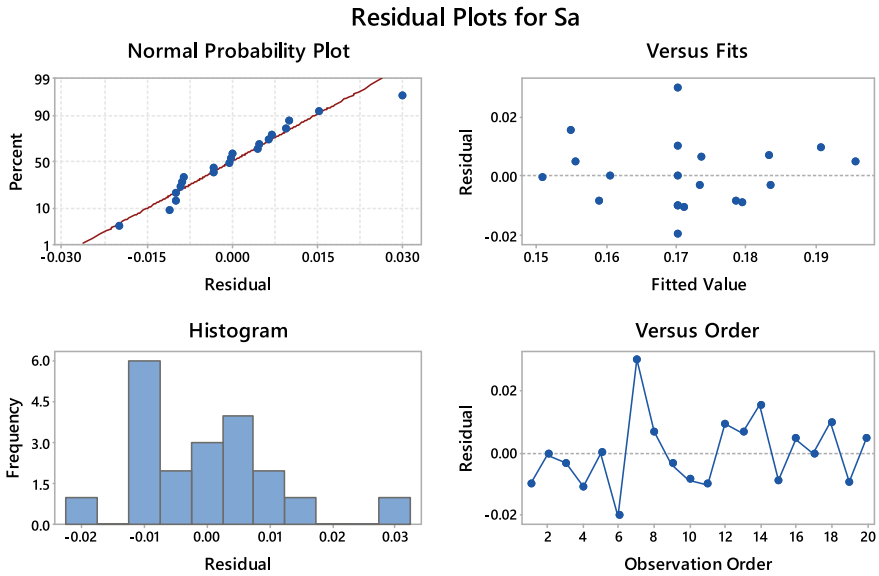 Residual Plots for Sa
Normal Probability Plot
99
90
50
10
1
Percent
-0.030 -0.015 0.000 0.015 0.030
Residual
Versus Fits
0.02
0.00
-0.02
Residual
0.15 0.16 0.17 0.18 0.19
Fitted Value
Histogram
6.0
4.5
3.0
1.5
0.0
Frequency
-0.02 -0.01 0.00 0.01 0.02 0.03
Residual
Versus Order
0.02
0.00
-0.02
Residual
2 4 6 8 10 12 14 16 18 20
Observation Order